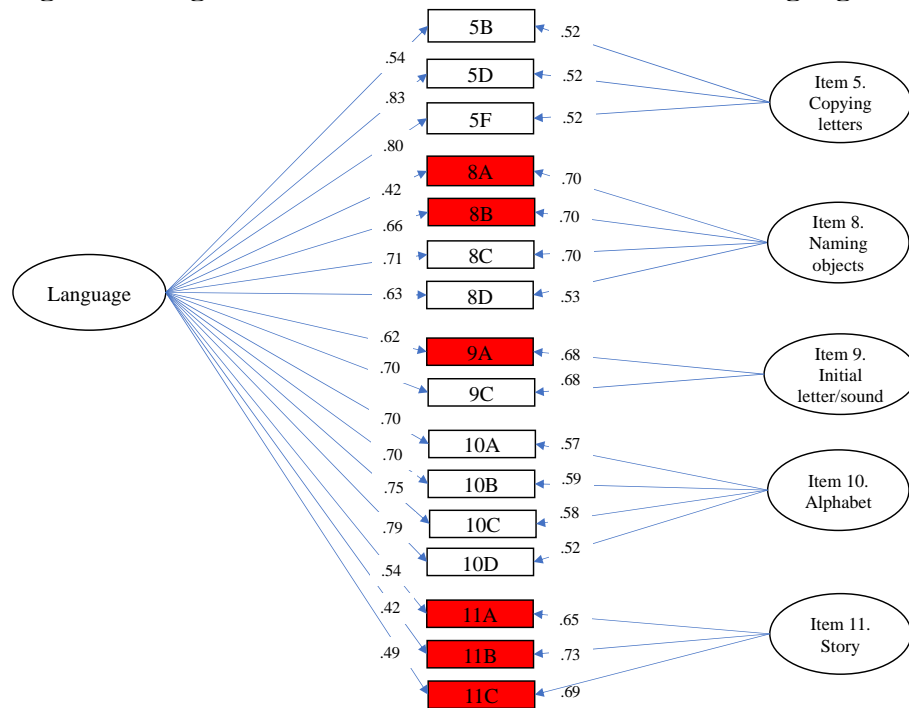 5B
.52
.54
5D
.52
Item 5.
Copying
letters
.83
5F
.52
.80
8A
.70
.42
8B
.70
Item 8.
Naming
objects
.66
8C
.70
.71
Language
8D
.53
.63
.62
9A
.68
Item 9.
Initial
letter/sound
.70
9C
.68
.70
10A
.57
.70
10B
.59
Item 10.
Alphabet
.75
10C
.58
.79
10D
.52
.54
11A
.65
Item 11.
Story
.42
11B
.73
.49
11C
.69